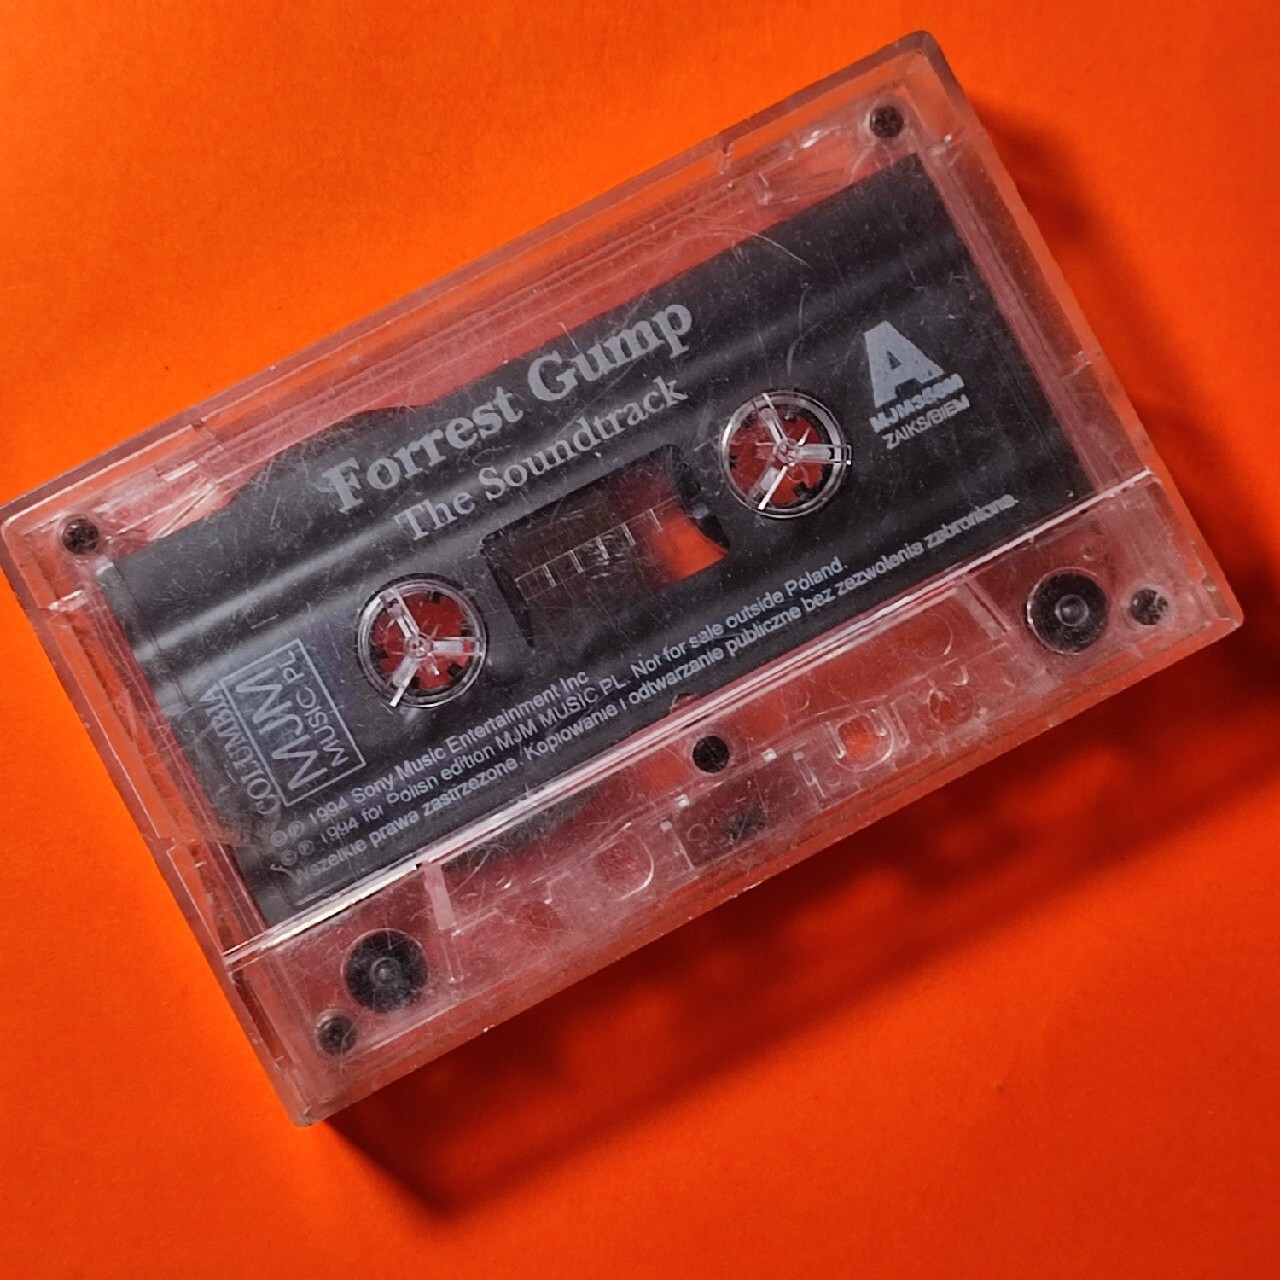 Forrest Gump
The Soundtrack
A
ZAIKS/BIEM
COLUMBIA
MJM
MUSIC PL
© ℗ 1994 Sony Music Entertainment Inc
© ℗ 1994 for Polish edition MJM MUSIC PL. Not for sale outside Poland.
Wszelkie prawa zastrzeżone. Kopiowanie i odtwarzanie publiczne bez zezwolenia zabronione.